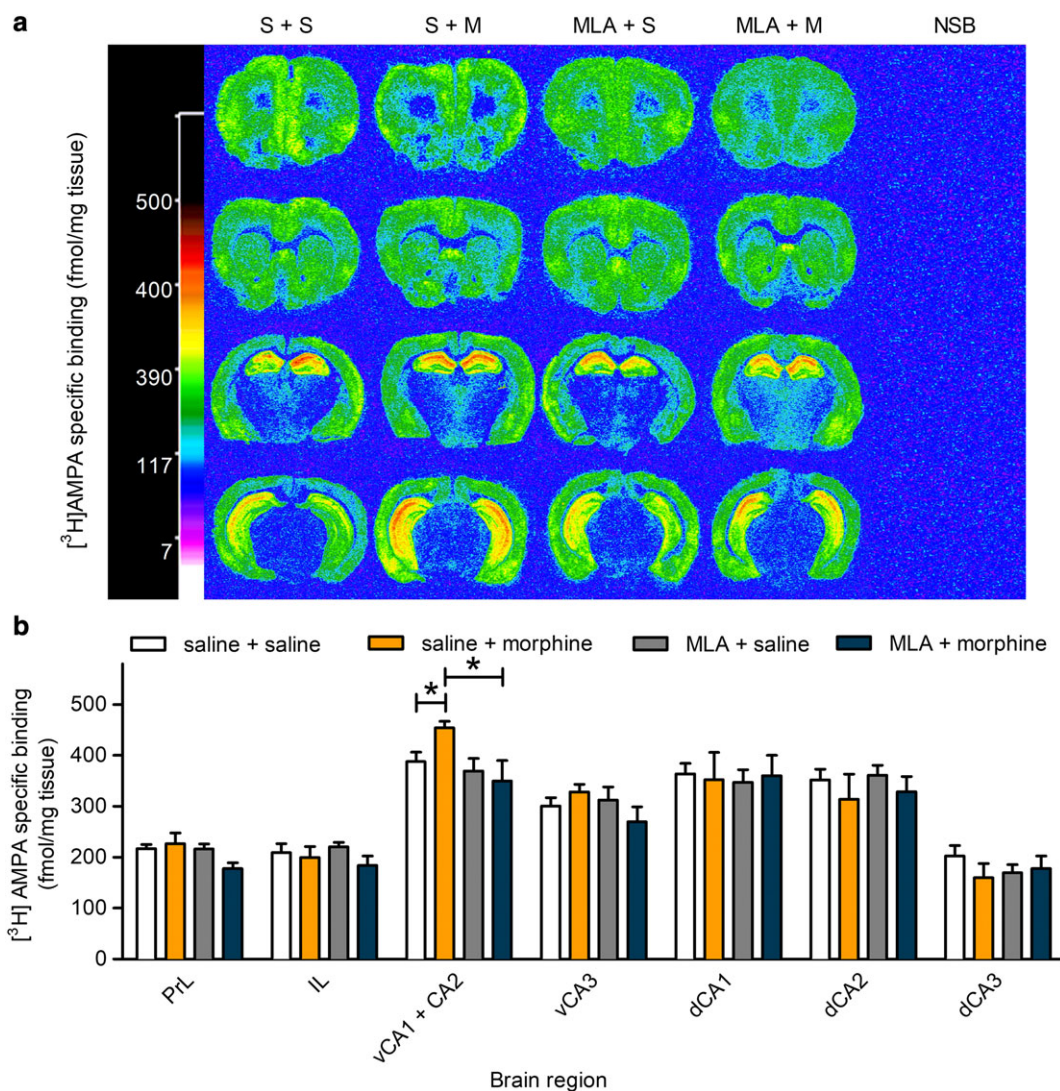 a
S + S S + M MLA + S MLA + M NSB
[³H]AMPA specific binding (fmol/mg tissue)
500
400
390
117
7
b
saline + saline saline + morphine MLA + saline MLA + morphine
[³H] AMPA specific binding
(fmol/mg tissue)
500
400
300
200
100
0
* *
PrL IL vCA1 + CA2 vCA3 dCA1 dCA2 dCA3
Brain region